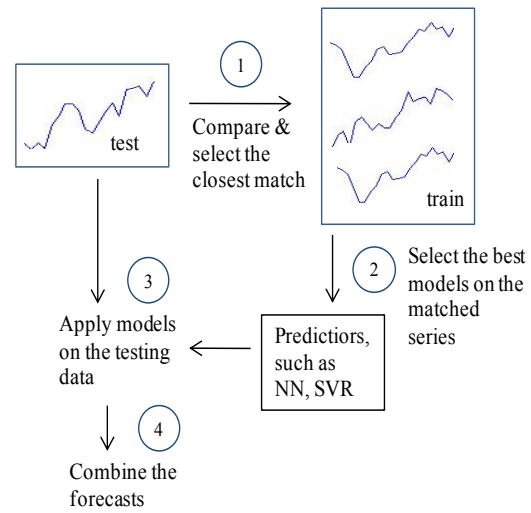 1
test
Compare &
select the
closest match
train
2
Select the best
models on the
matched
series
3
Apply models
on the testing
data
Predictiors,
such as
NN, SVR
4
Combine the
forecasts